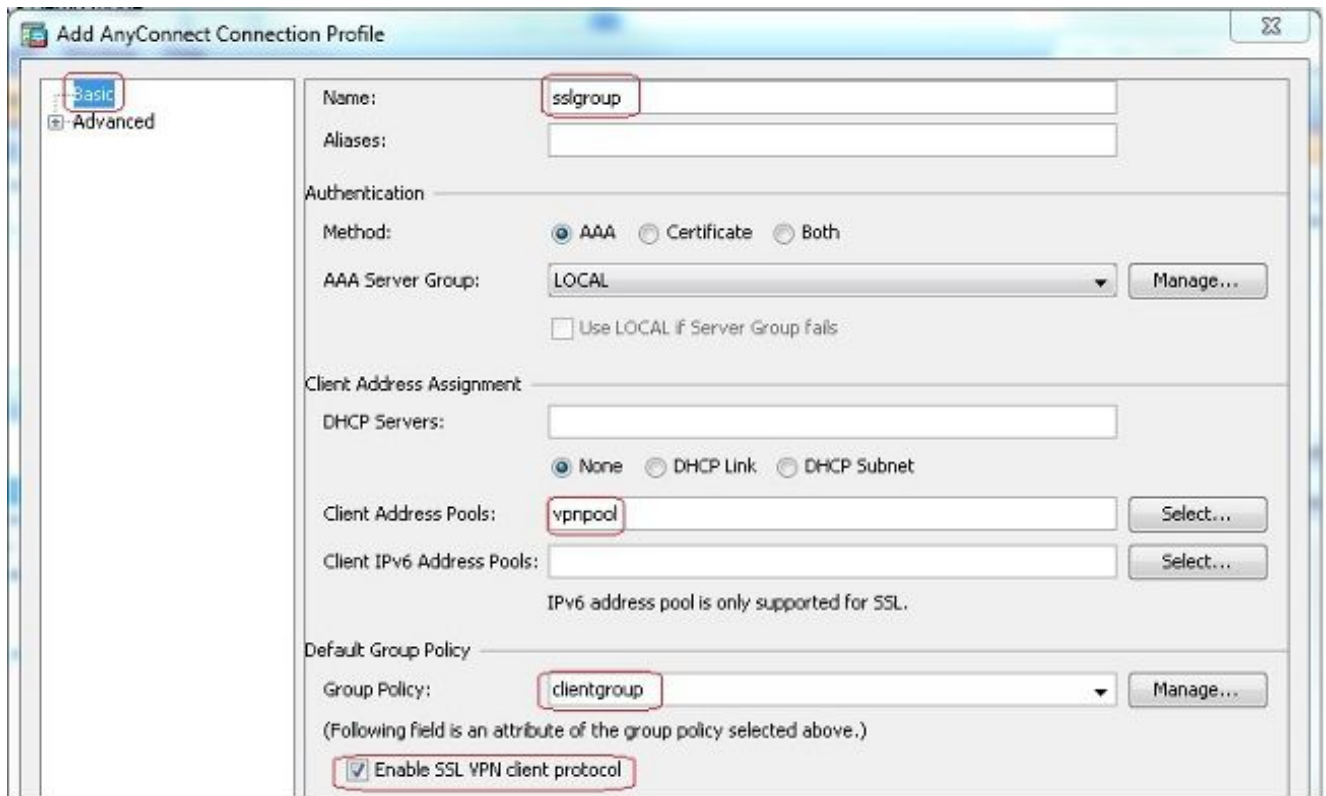 Add AnyConnect Connection Profile
Basic
Advanced
Name: sslgroup
Aliases:
Authentication
Method: AAA Certificate Both
AAA Server Group: LOCAL Manage...
Use LOCAL if Server Group fails
Client Address Assignment
DHCP Servers:
None DHCP Link DHCP Subnet
Client Address Pools: vpnpool Select...
Client IPv6 Address Pools: Select...
IPv6 address pool is only supported for SSL.
Default Group Policy
Group Policy: clientgroup Manage...
(Following field is an attribute of the group policy selected above.)
Enable SSL VPN client protocol